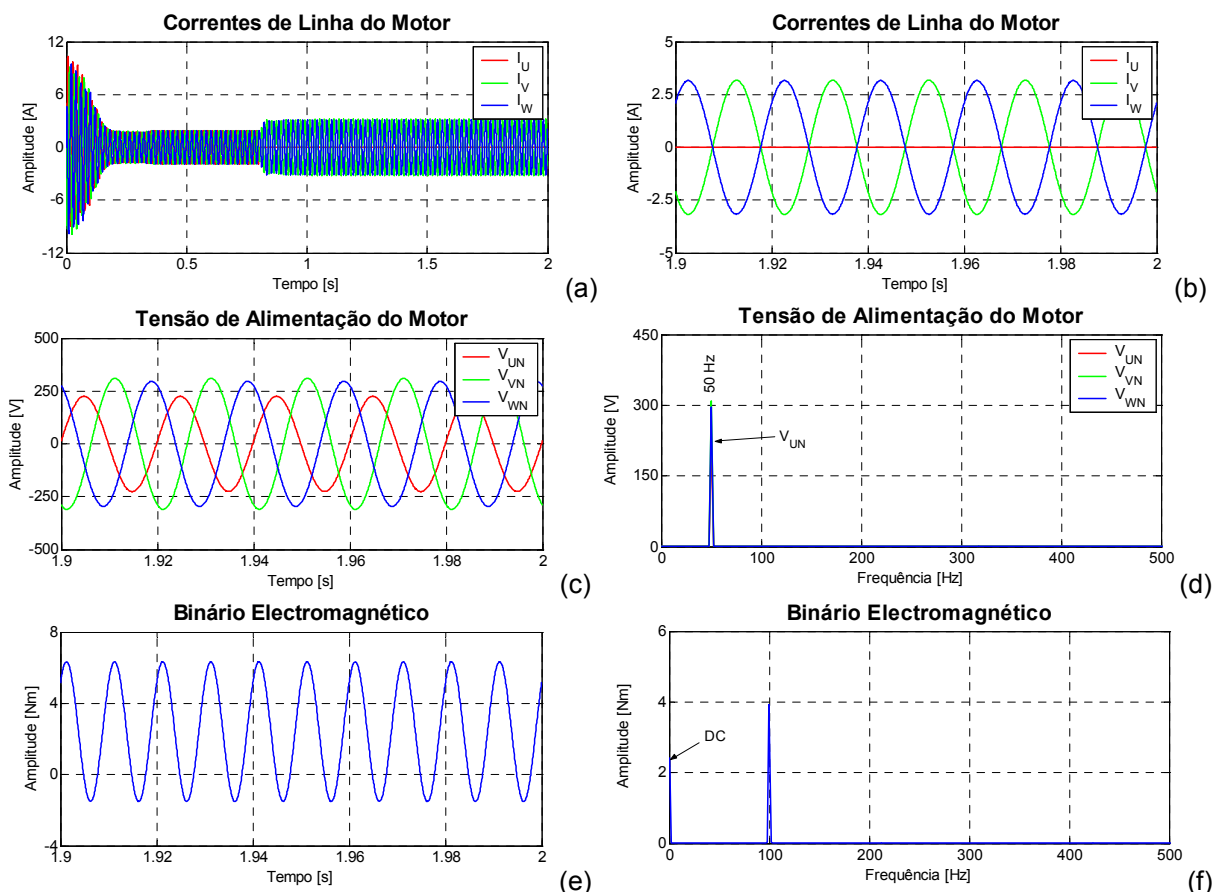 Correntes de Linha do Motor
Amplitude [A]
12
6
0
-6
-12
0
0.5
1
1.5
2
Tempo [s]
I_U
I_V
I_W
(a)
Correntes de Linha do Motor
Amplitude [A]
5
2.5
0
-2.5
-5
1.9
1.92
1.94
1.96
1.98
2
Tempo [s]
I_U
I_V
I_W
(b)
Tensão de Alimentação do Motor
Amplitude [V]
500
250
0
-250
-500
1.9
1.92
1.94
1.96
1.98
2
Tempo [s]
V_UN
V_VN
V_WN
(c)
Tensão de Alimentação do Motor
Amplitude [V]
450
300
150
0
0
100
200
300
400
500
Frequência [Hz]
50 Hz
V_UN
V_UN
V_VN
V_WN
(d)
Binário Electromagnético
Amplitude [Nm]
8
4
0
-4
1.9
1.92
1.94
1.96
1.98
2
Tempo [s]
(e)
Binário Electromagnético
Amplitude [Nm]
6
4
2
0
0
100
200
300
400
500
Frequência [Hz]
DC
(f)